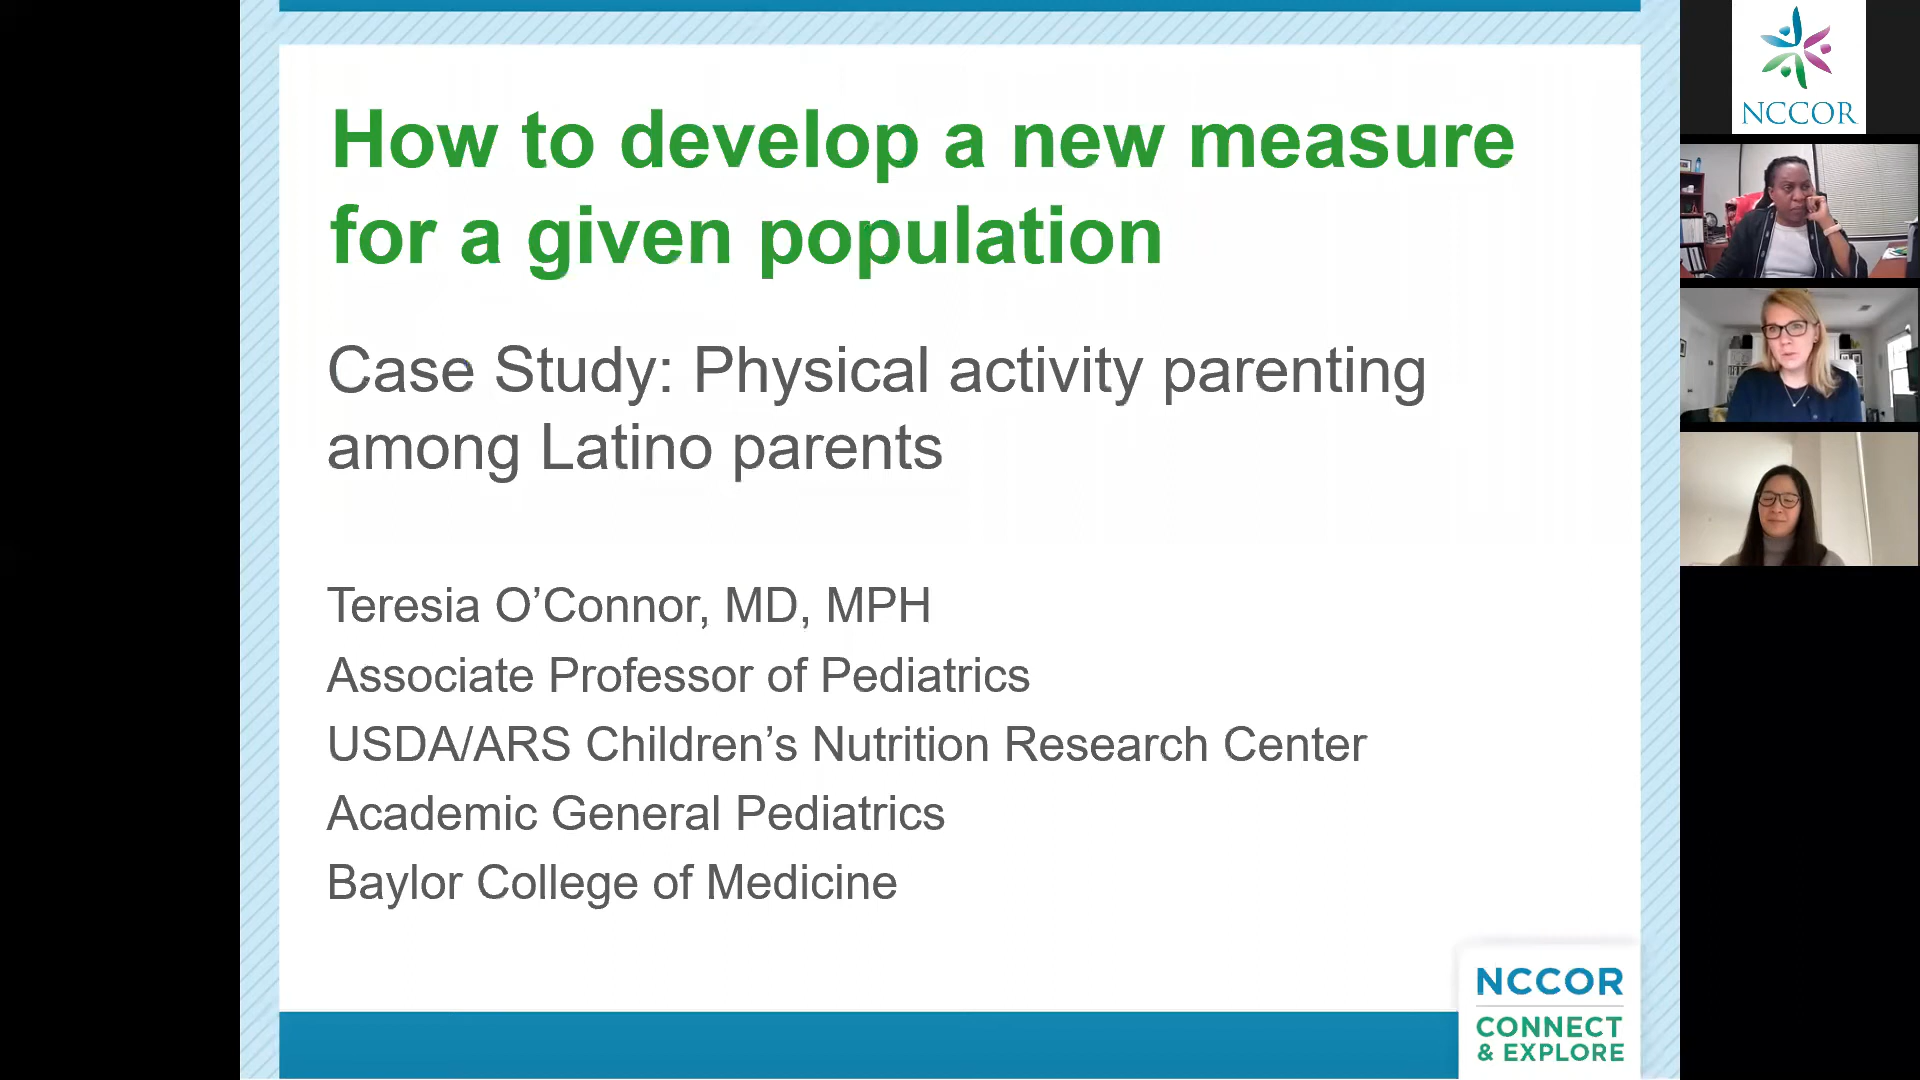 How to develop a new measure
for a given population
Case Study: Physical activity parenting
among Latino parents
Teresia O’Connor, MD, MPH
Associate Professor of Pediatrics
USDA/ARS Children’s Nutrition Research Center
Academic General Pediatrics
Baylor College of Medicine
NCCOR
CONNECT
& EXPLORE
NCCOR